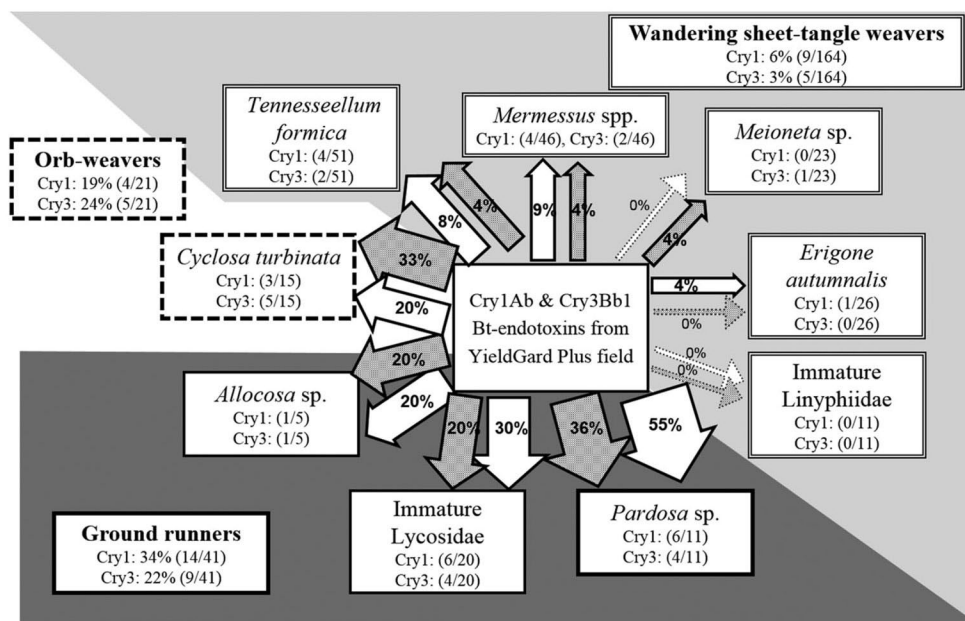 Wandering sheet-tangle weavers
Cry1: 6% (9/164)
Cry3: 3% (5/164)
Tennesseellum
formica
Cry1: (4/51)
Cry3: (2/51)
Mermessus spp.
Cry1: (4/46), Cry3: (2/46)
Meioneta sp.
Cry1: (0/23)
Cry3: (1/23)
Orb-weavers
Cry1: 19% (4/21)
Cry3: 24% (5/21)
Cyclosa turbinata
Cry1: (3/15)
Cry3: (5/15)
4%
8%
33%
20%
9%
4%
0%
4%
Cry1Ab & Cry3Bb1
Bt-endotoxins from
YieldGard Plus field
4%
0%
0%
0%
Erigone
autumnalis
Cry1: (1/26)
Cry3: (0/26)
Immature
Linyphiidae
Cry1: (0/11)
Cry3: (0/11)
20%
20%
20%
30%
36%
55%
Allocosa sp.
Cry1: (1/5)
Cry3: (1/5)
Ground runners
Cry1: 34% (14/41)
Cry3: 22% (9/41)
Immature
Lycosidae
Cry1: (6/20)
Cry3: (4/20)
Pardosa sp.
Cry1: (6/11)
Cry3: (4/11)